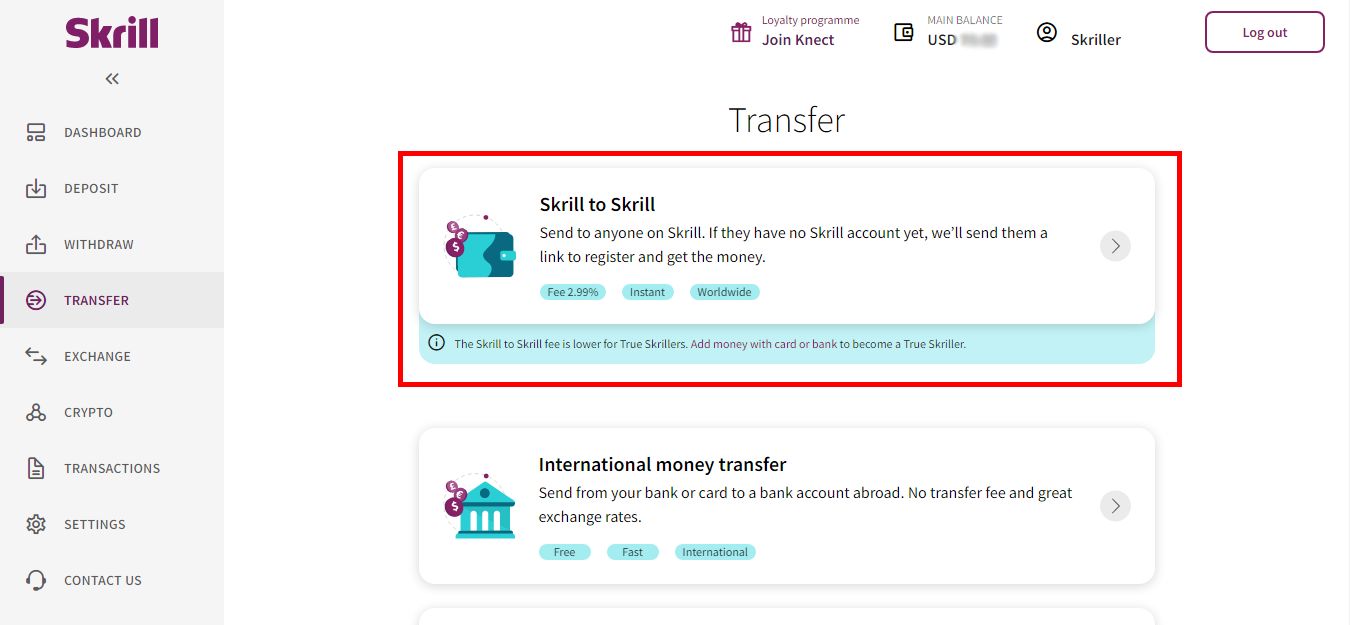 Skrill
Loyalty programme
Join Knect
MAIN BALANCE
USD
Skriller
Log out
DASHBOARD
DEPOSIT
WITHDRAW
TRANSFER
EXCHANGE
CRYPTO
TRANSACTIONS
SETTINGS
CONTACT US
Transfer
Skrill to Skrill
Send to anyone on Skrill. If they have no Skrill account yet, we’ll send them a
link to register and get the money.
Fee 2.99% Instant Worldwide
The Skrill to Skrill fee is lower for True Skrillers. Add money with card or bank to become a True Skriller.
International money transfer
Send from your bank or card to a bank account abroad. No transfer fee and great
exchange rates.
Free Fast International